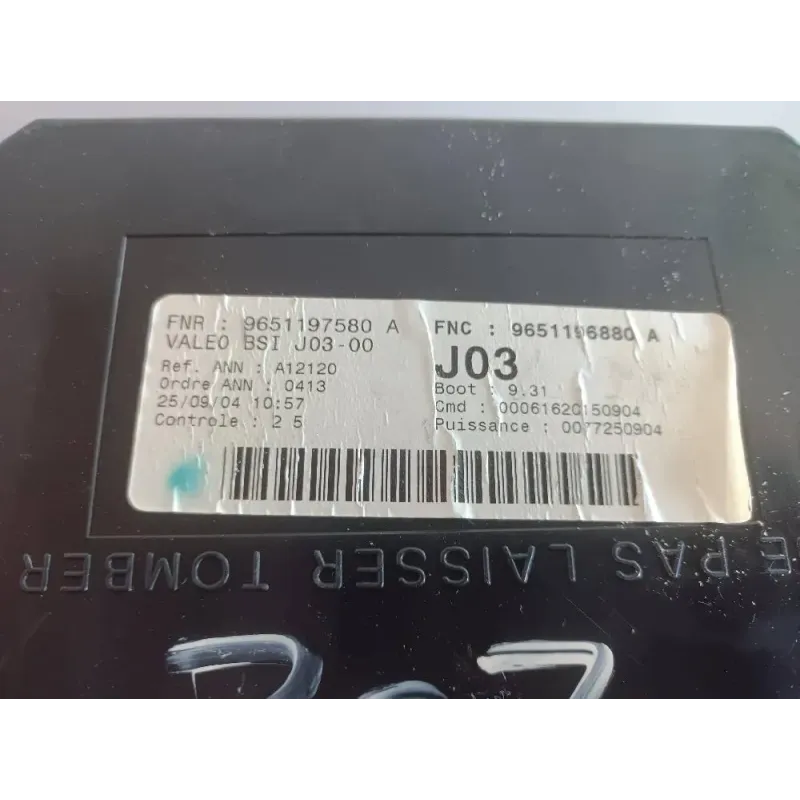 FNR : 9651197580 A
VALEO BSI J03-00
Ref. ANN : A12120
Ordre ANN : 0413
25/09/04 10:57
Controle : 2 5
FNC : 9651196880 A
J03
Boot : 9.31
Cmd : 00061620150904
Puissance : 0077250904
PAS LAISSER TOMBER